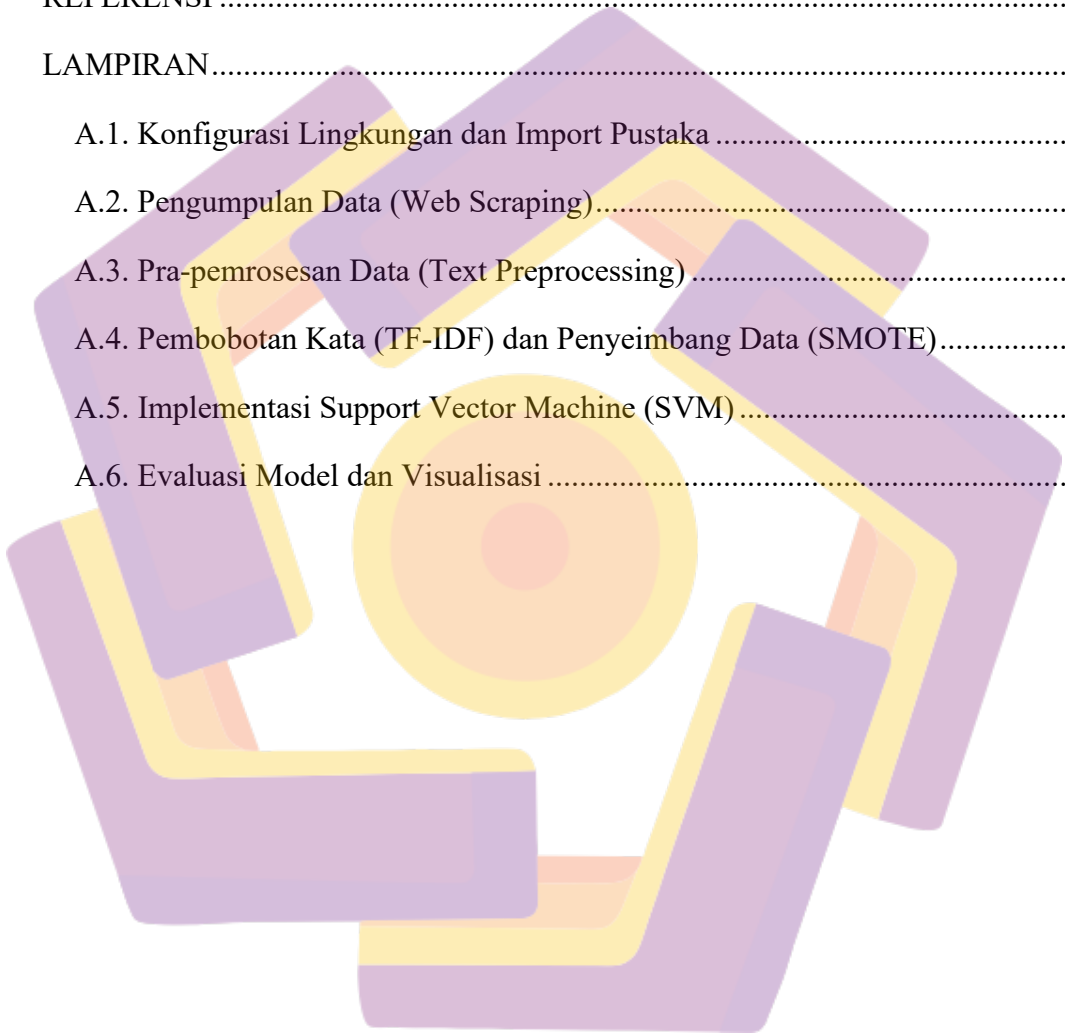 REFERENSI
LAMPIRAN
A.1. Konfigurasi Lingkungan dan Import Pustaka
A.2. Pengumpulan Data (Web Scraping)
A.3. Pra-pemrosesan Data (Text Preprocessing)
A.4. Pembobotan Kata (TF-IDF) dan Penyeimbang Data (SMOTE)
A.5. Implementasi Support Vector Machine (SVM)
A.6. Evaluasi Model dan Visualisasi